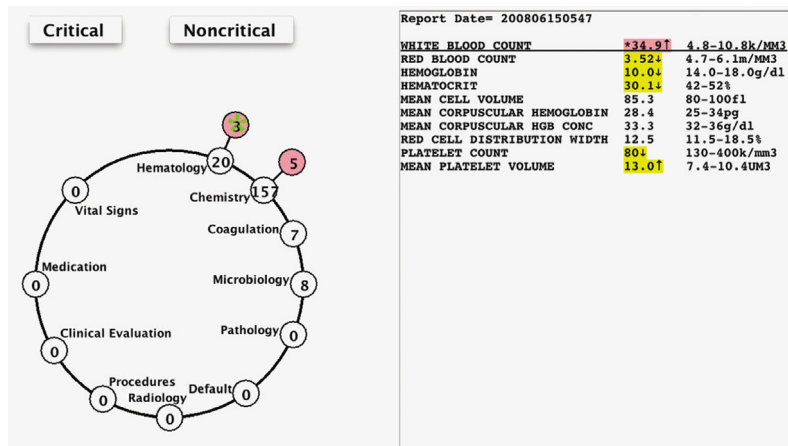 Critical
Noncritical
3
20
5
Hematology
157
Chemistry
0
Vital Signs
Coagulation
7
Medication
0
Microbiology
8
Clinical Evaluation
0
Pathology
0
Procedures
0
Radiology
0
Default
0
Report Date= 200806150547
WHITE BLOOD COUNT *34.9↑ 4.8-10.8k/MM3
RED BLOOD COUNT 3.52↓ 4.7-6.1m/MM3
HEMOGLOBIN 10.0↓ 14.0-18.0g/dl
HEMATOCRIT 30.1↓ 42-52%
MEAN CELL VOLUME 85.3 80-100fl
MEAN CORPUSCULAR HEMOGLOBIN 28.4 25-34pg
MEAN CORPUSCULAR HGB CONC 33.3 32-36g/dl
RED CELL DISTRIBUTION WIDTH 12.5 11.5-18.5%
PLATELET COUNT 80↓ 130-400k/mm3
MEAN PLATELET VOLUME 13.0↑ 7.4-10.4UM3